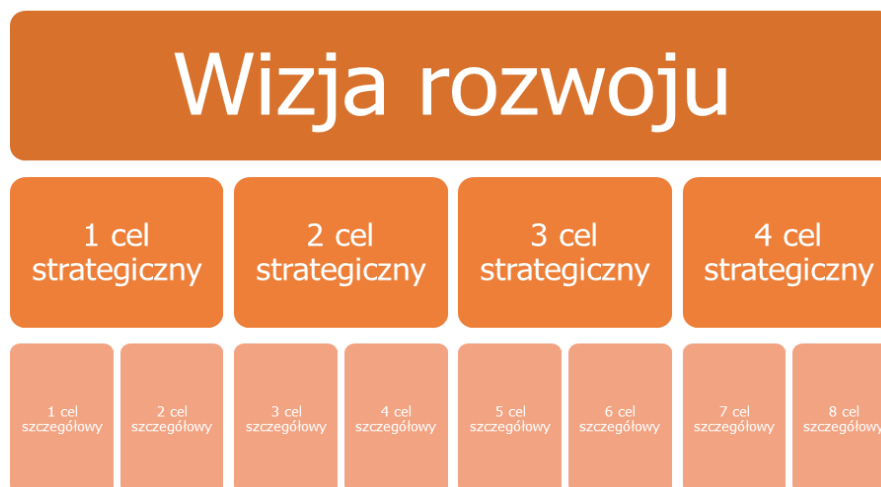 Wizja rozwoju
1 cel
strategiczny
2 cel
strategiczny
3 cel
strategiczny
4 cel
strategiczny
1 cel
szczegółowy
2 cel
szczegółowy
3 cel
szczegółowy
4 cel
szczegółowy
5 cel
szczegółowy
6 cel
szczegółowy
7 cel
szczegółowy
8 cel
szczegółowy